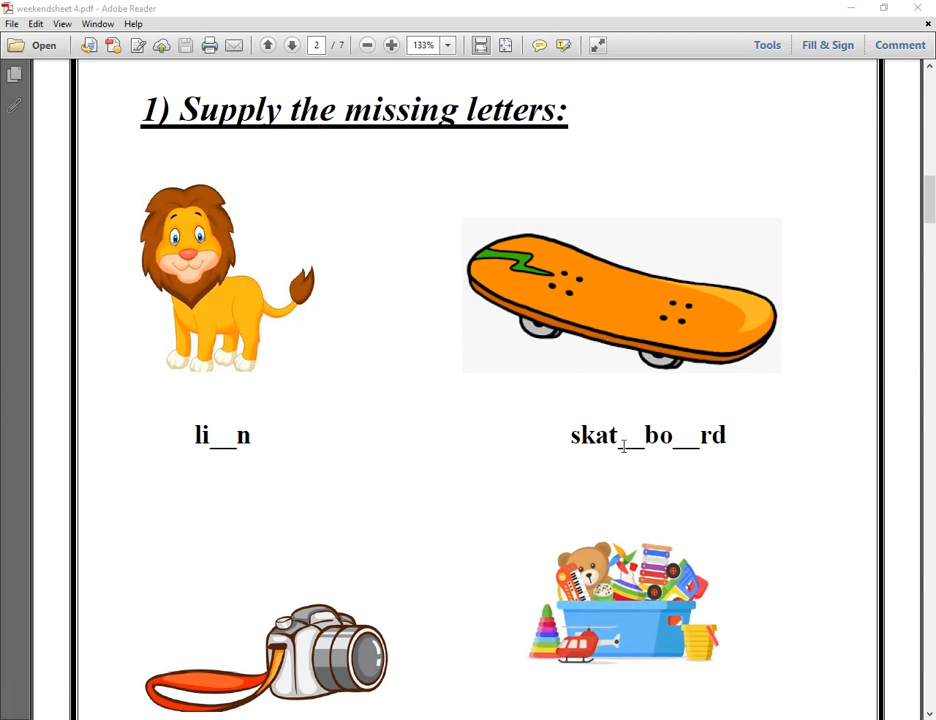 weekendsheet 4.pdf - Adobe Reader
File Edit View Window Help
Open 2 / 7 133% Tools Fill & Sign Comment
1) Supply the missing letters:
li__n skat__bo__rd